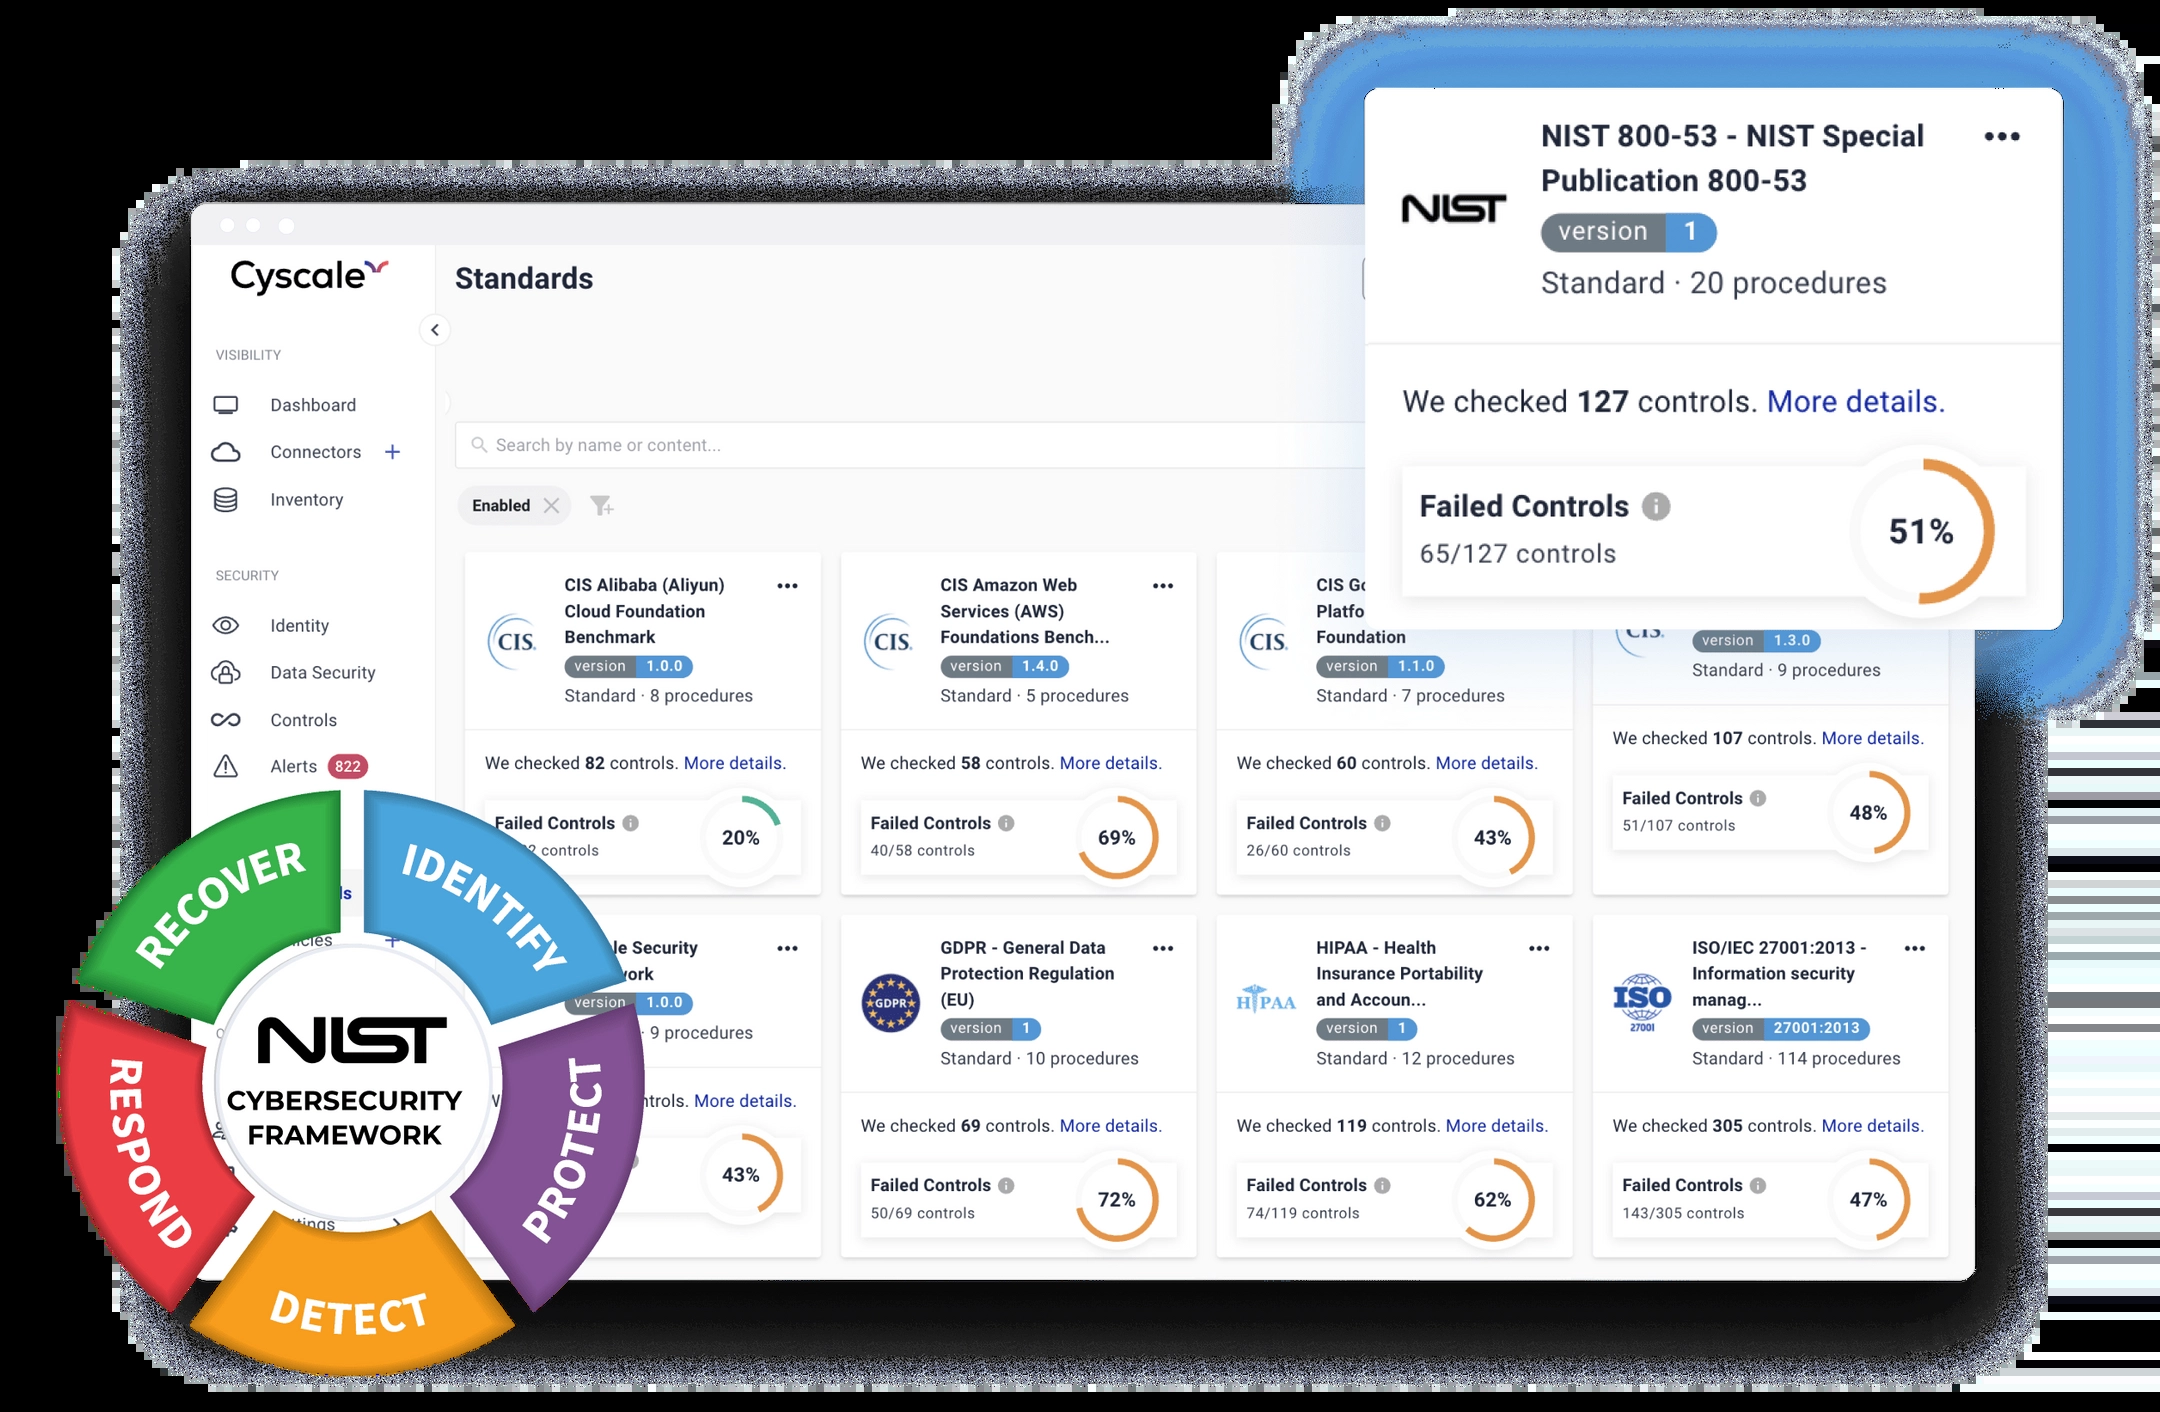 NIST 800-53 - NIST Special
Publication 800-53
NIST
version 1
Standard · 20 procedures
We checked 127 controls. More details.
Failed Controls
65/127 controls
51%
Cyscale
Standards
VISIBILITY
Dashboard
Connectors
Inventory
SECURITY
Identity
Data Security
Controls
Alerts 822
Search by name or content...
Enabled
CIS Alibaba (Aliyun)
Cloud Foundation
Benchmark
CIS.
version 1.0.0
Standard · 8 procedures
We checked 82 controls. More details.
Failed Controls
controls
20%
CIS Amazon Web
Services (AWS)
Foundations Bench...
CIS.
version 1.4.0
Standard · 5 procedures
We checked 58 controls. More details.
Failed Controls
40/58 controls
69%
CIS
Foundation
CIS.
version 1.1.0
Standard · 7 procedures
We checked 60 controls. More details.
Failed Controls
26/60 controls
43%
CIS.
version 1.3.0
Standard · 9 procedures
We checked 107 controls. More details.
Failed Controls
51/107 controls
48%
Security
version 1.0.0
· 9 procedures
More details.
43%
GDPR - General Data
Protection Regulation
(EU)
GDPR
version 1
Standard · 10 procedures
We checked 69 controls. More details.
Failed Controls
50/69 controls
72%
HIPAA - Health
Insurance Portability
and Accoun...
HIPAA
version 1
Standard · 12 procedures
We checked 119 controls. More details.
Failed Controls
74/119 controls
62%
ISO/IEC 27001:2013 -
Information security
manag...
ISO
27001
version 27001:2013
Standard · 114 procedures
We checked 305 controls. More details.
Failed Controls
143/305 controls
47%
RECOVER
IDENTIFY
PROTECT
DETECT
RESPOND
NIST
CYBERSECURITY
FRAMEWORK